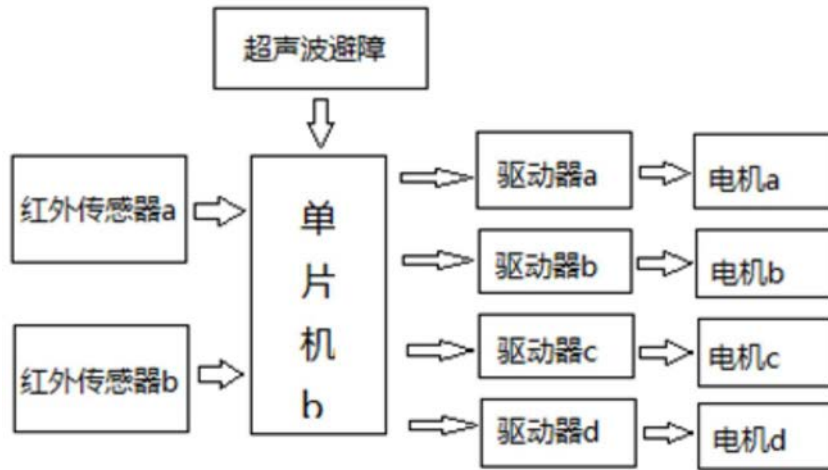 超声波避障
红外传感器a
红外传感器b
单
片
机
b
驱动器a
电机a
驱动器b
电机b
驱动器c
电机c
驱动器d
电机d